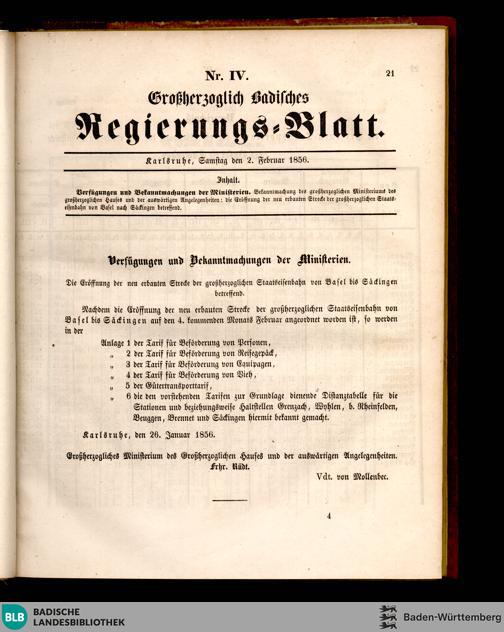 Nr. IV.
21
Großherzoglich Badisches
Regierungs-Blatt.
Karlsruhe, Samstag den 2. Februar 1856.
Inhalt.
Verfügungen und Bekanntmachungen der Ministerien. Bekanntmachung des großherzoglichen Ministeriums des
großherzoglichen Hauses und der auswärtigen Angelegenheiten: die Eröffnung der neu erbauten Strecke der großherzoglichen Staats-
eisenbahn von Basel nach Säckingen betreffend.
Verfügungen und Bekanntmachungen der Ministerien.
Die Eröffnung der neu erbauten Strecke der großherzoglichen Staatseisenbahn von Basel bis Säckingen
betreffend.
Nachdem die Eröffnung der neu erbauten Strecke der großherzoglichen Staatseisenbahn von
Basel bis Säckingen auf den 4. kommenden Monats Februar angeordnet worden ist, so werden
in der
Anlage 1 der Tarif für Beförderung von Personen,
„ 2 der Tarif für Beförderung von Reisegepäck,
„ 3 der Tarif für Beförderung von Equipagen,
„ 4 der Tarif für Beförderung von Vieh,
„ 5 der Gütertransporttarif,
„ 6 die den vorstehenden Tarifen zur Grundlage dienende Distanztabelle für die
Stationen und beziehungsweise Haltstellen Grenzach, Wyhlen, b. Rheinfelden,
Beuggen, Brennet und Säckingen hiermit bekannt gemacht.
Karlsruhe, den 26. Januar 1856.
Großherzogliches Ministerium des Großherzoglichen Hauses und der auswärtigen Angelegenheiten.
Frhr. Rüdt.
Vdt. von Mollenbec.
4
BLB
BADISCHE
LANDESBIBLIOTHEK
Baden-Württemberg